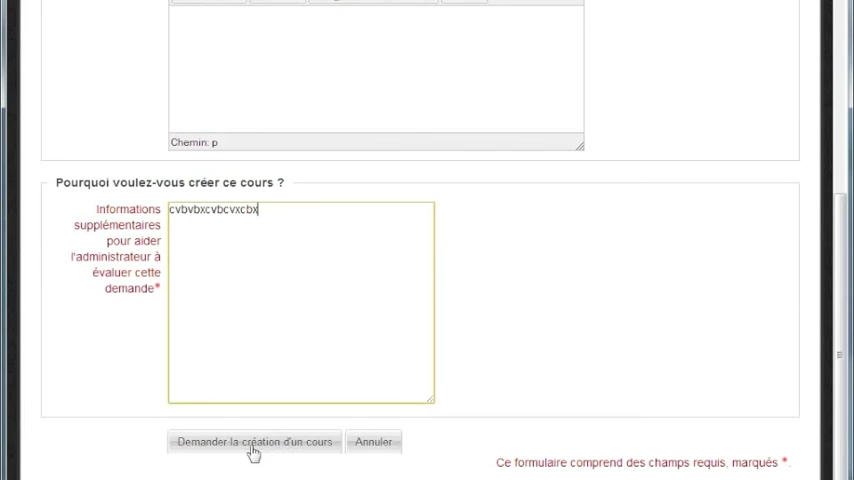 Chemin: p
Pourquoi voulez-vous créer ce cours ?
Informations
supplémentaires
pour aider
l'administrateur à
évaluer cette
demande*
cvbvbxcvbcvxcbx
Demander la création d'un cours
Annuler
Ce formulaire comprend des champs requis, marqués *.